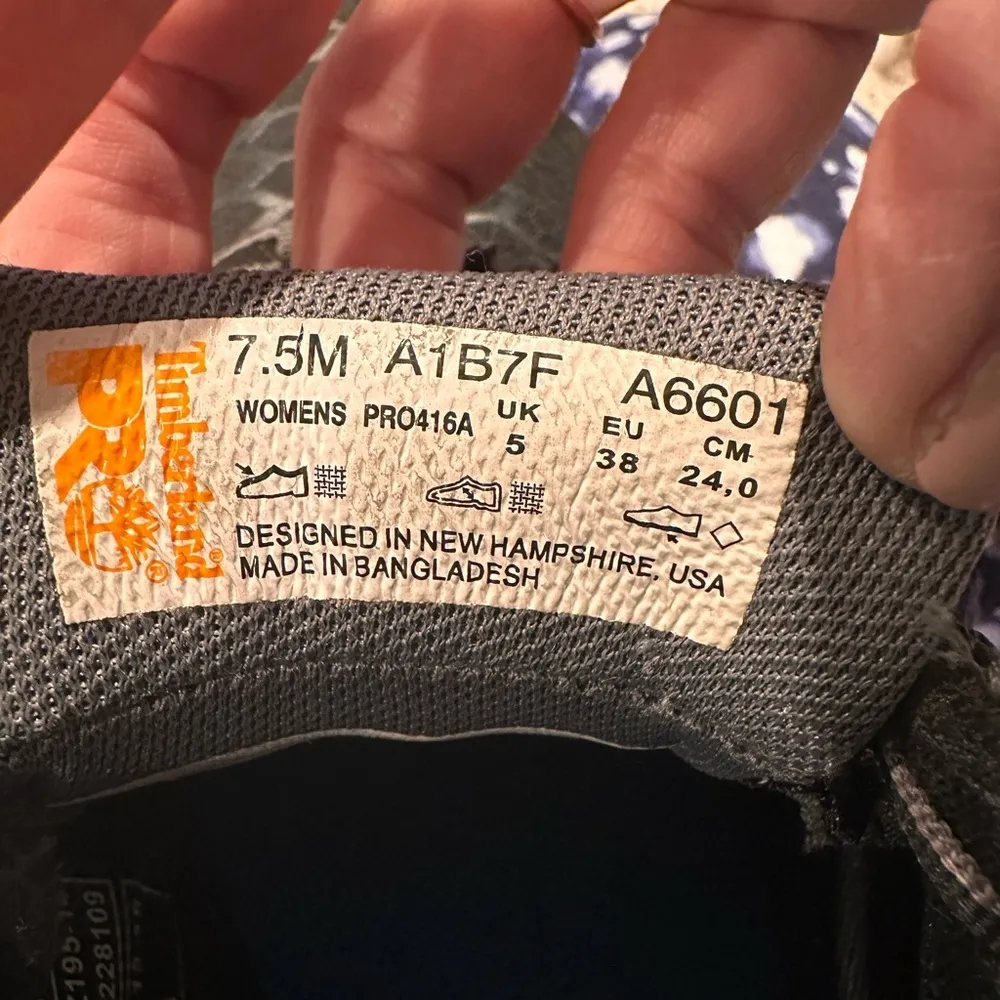 Timberland®
PRO®
7.5M A1B7F A6601
WOMENS PRO416A UK EU CM
5 38 24,0
DESIGNED IN NEW HAMPSHIRE, USA
MADE IN BANGLADESH
228109